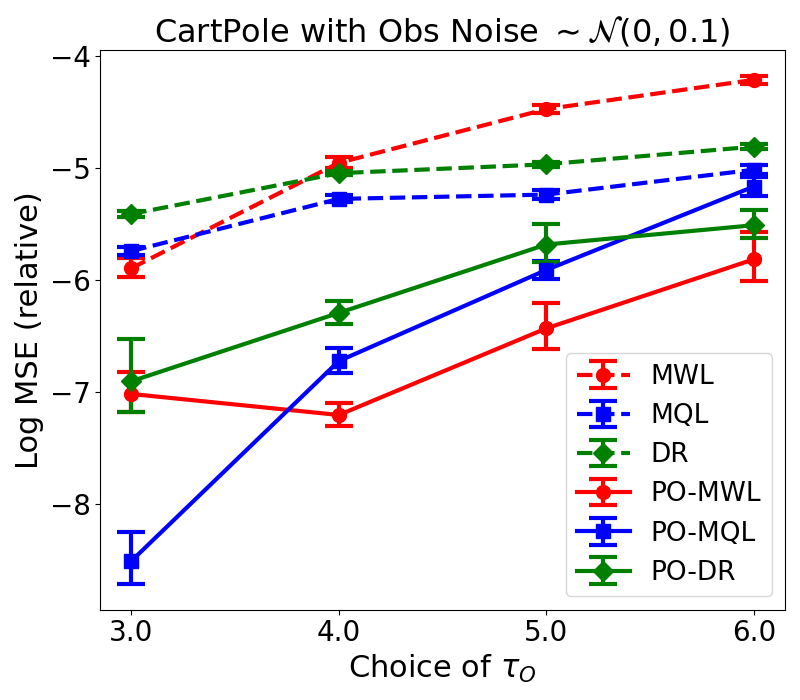 CartPole with Obs Noise ∼ 𝒩(0, 0.1)
Log MSE (relative)
−4
−5
−6
−7
−8
3.0 4.0 5.0 6.0
Choice of τ_O
MWL
MQL
DR
PO-MWL
PO-MQL
PO-DR